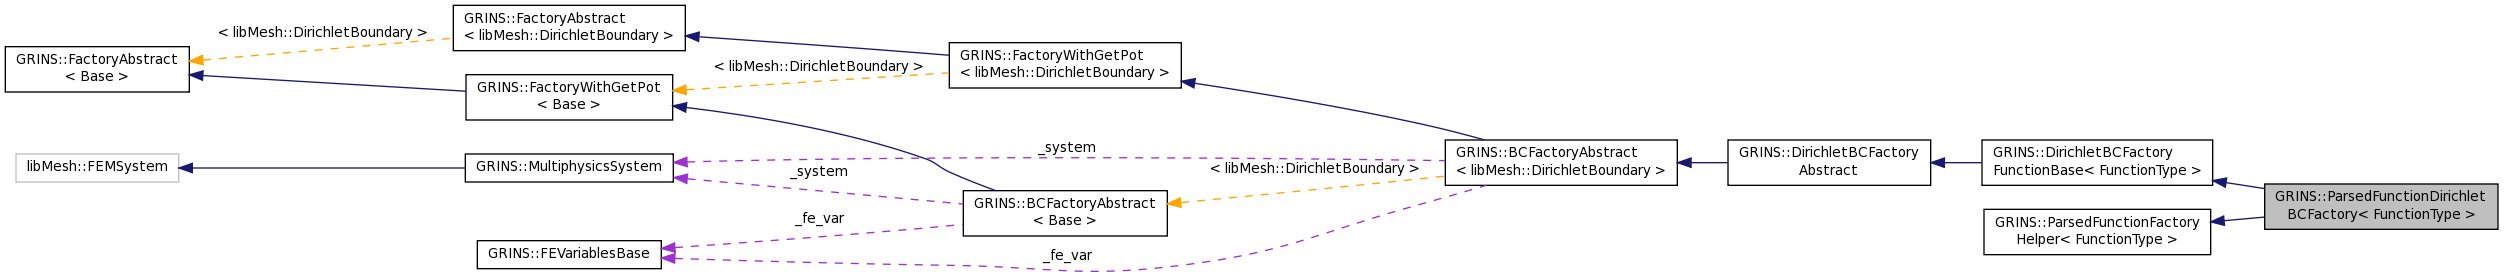 GRINS::FactoryAbstract
< libMesh::DirichletBoundary >
< libMesh::DirichletBoundary >
GRINS::FactoryAbstract
< Base >
GRINS::FactoryWithGetPot
< libMesh::DirichletBoundary >
< libMesh::DirichletBoundary >
GRINS::FactoryWithGetPot
< Base >
libMesh::FEMSystem
GRINS::MultiphysicsSystem
_system
_system
GRINS::BCFactoryAbstract
< libMesh::DirichletBoundary >
< libMesh::DirichletBoundary >
GRINS::DirichletBCFactory
Abstract
GRINS::DirichletBCFactory
FunctionBase< FunctionType >
GRINS::ParsedFunctionDirichlet
BCFactory< FunctionType >
GRINS::BCFactoryAbstract
< Base >
_fe_var
GRINS::ParsedFunctionFactory
Helper< FunctionType >
GRINS::FEVariablesBase
_fe_var